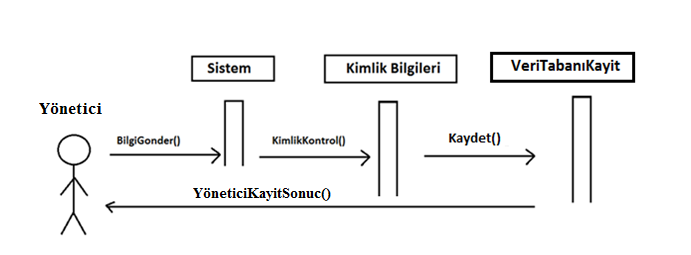 Sistem
Kimlik Bilgileri
VeriTabanıKayit
Yönetici
BilgiGonder()
KimlikKontrol()
Kaydet()
YöneticiKayitSonuc()